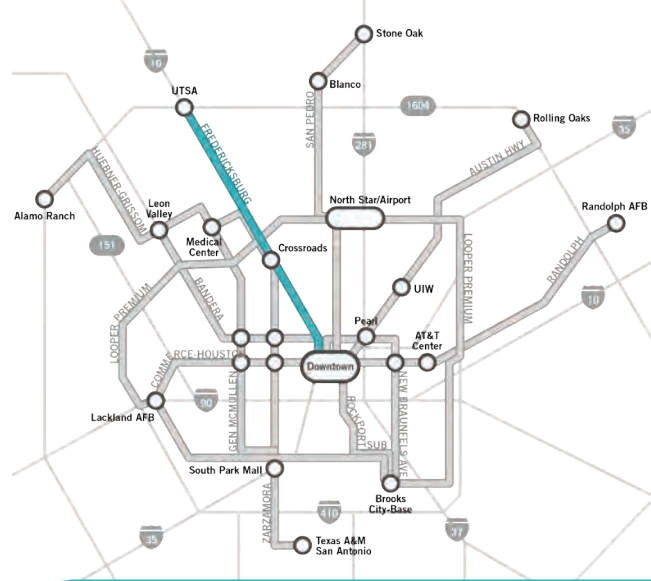 Stone Oak
10
UTSA
Blanco
1604
SAN PEDRO
Rolling Oaks
35
FREDERICKSBURG
281
AUSTIN HWY
HUEBNER-GRISSOM
Leon
Valley
North Star/Airport
Randolph AFB
Alamo Ranch
Medical
Center
151
Crossroads
LOOPER PREMIUM
RANDOLPH
BANDERA
UIW
10
LOOPER PREMIUM
Pearl
AT&T
Center
COMME
RCE-HOUSTON
Downtown
90
GEN MCMULLEN
ROCKPORT
NEW BRAUNFELS AVE
Lackland AFB
SUB
South Park Mall
Brooks
City-Base
ZARZAMORA
410
35
37
Texas A&M
San Antonio